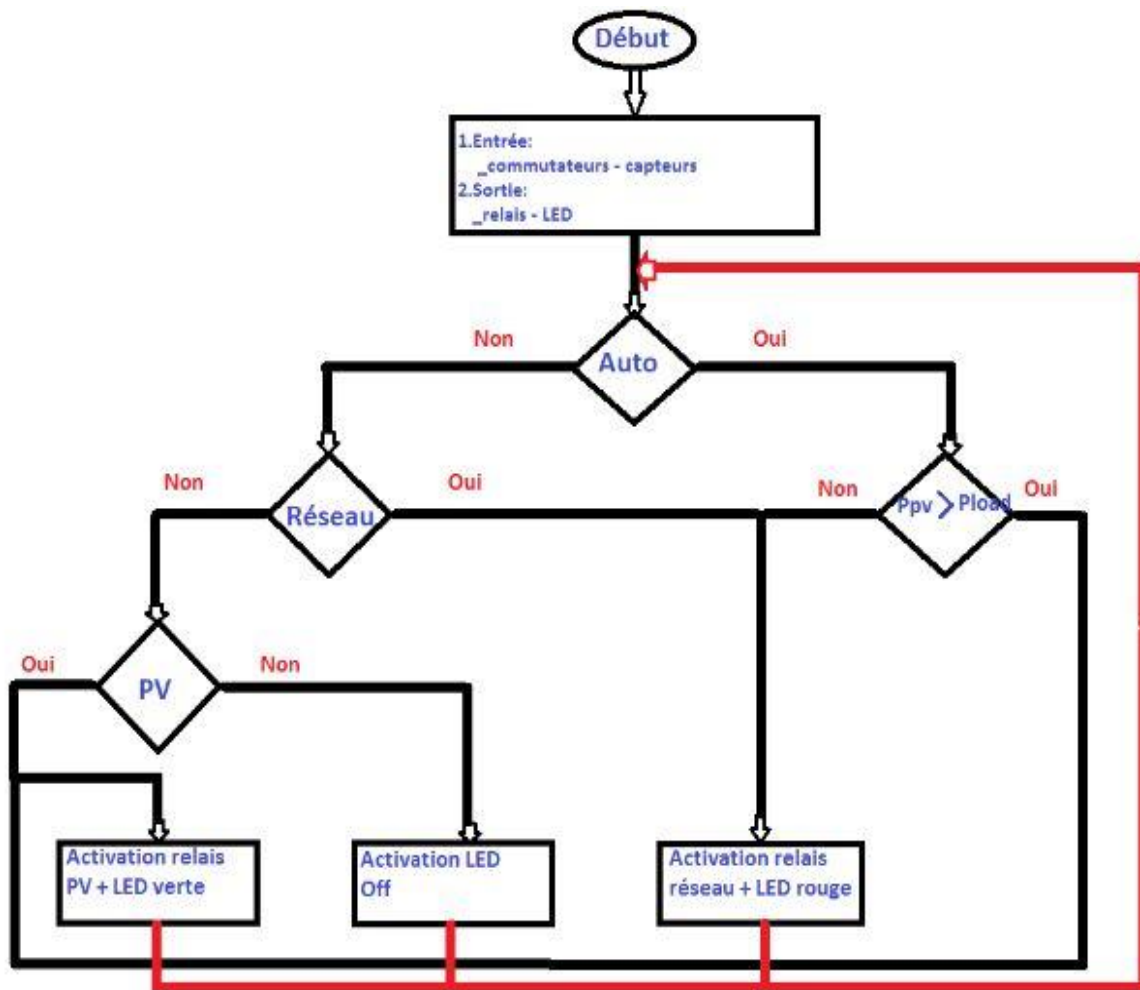 Début
1.Entrée:
_commutateurs - capteurs
2.Sortie:
_relais - LED
Non
Oui
Auto
Non
Oui
Non
Oui
Réseau
Ppv > Pload
Oui
Non
PV
Activation relais
PV + LED verte
Activation LED
Off
Activation relais
réseau + LED rouge